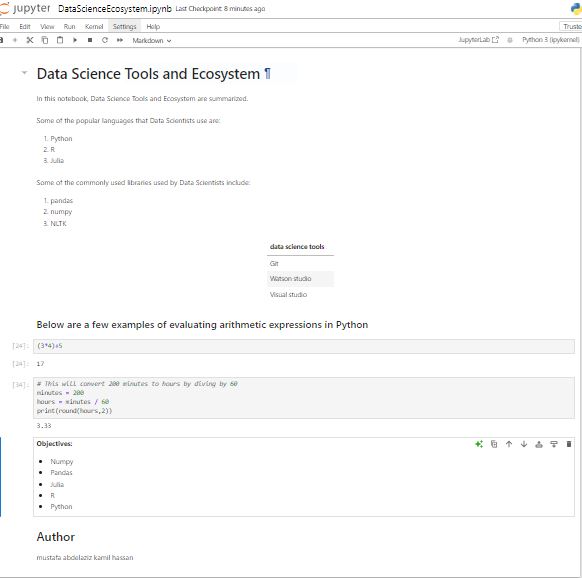 jupyter DataScienceEcosystem.ipynb Last Checkpoint: 8 minutes ago
File Edit View Run Kernel Settings Help Truste
Markdown JupyterLab Python 3 (ipykernel)
Data Science Tools and Ecosystem ¶
In this notebook, Data Science Tools and Ecosystem are summarized.
Some of the popular languages that Data Scientists use are:
1. Python
2. R
3. Julia
Some of the commonly used libraries used by Data Scientists include:
1. pandas
2. numpy
3. NLTK
data science tools
Git
Watson studio
Visual studio
Below are a few examples of evaluating arithmetic expressions in Python
[24]: (3*4)+5
[24]: 17
[34]: # This will convert 200 minutes to hours by diving by 60
minutes = 200
hours = minutes / 60
print(round(hours,2))
3.33
Objectives:
• Numpy
• Pandas
• Julia
• R
• Python
Author
mustafa abdelaziz kamil hassan